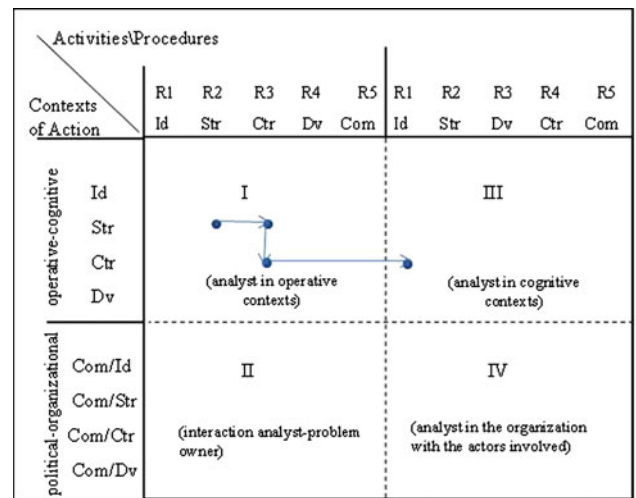 Activities\Procedures
R1 R2 R3 R4 R5 R1 R2 R3 R4 R5
Contexts
of Action
Id Str Ctr Dv Com Id Str Dv Ctr Com
operative-cognitive
Id I III
Str
Ctr
(analyst in operative
contexts)
(analyst in cognitive
contexts)
Dv
political-organizational
Com/Id II IV
Com/Str
Com/Ctr
(interaction analyst-problem
owner)
(analyst in the organization
with the actors involved)
Com/Dv